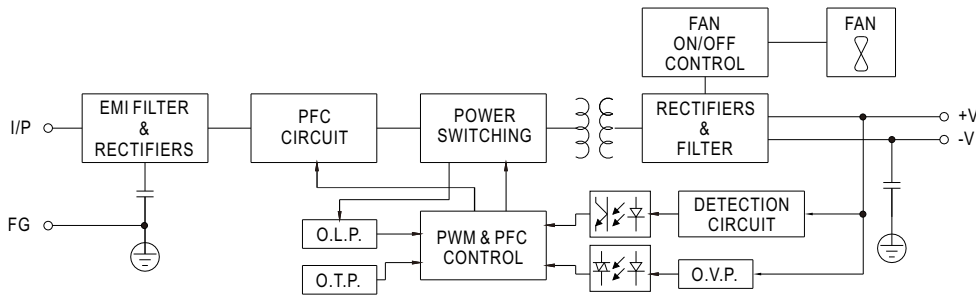 FAN
ON/OFF
CONTROL
FAN
I/P
EMI FILTER
&
RECTIFIERS
PFC
CIRCUIT
POWER
SWITCHING
RECTIFIERS
&
FILTER
+V
-V
FG
O.L.P.
O.T.P.
PWM & PFC
CONTROL
DETECTION
CIRCUIT
O.V.P.